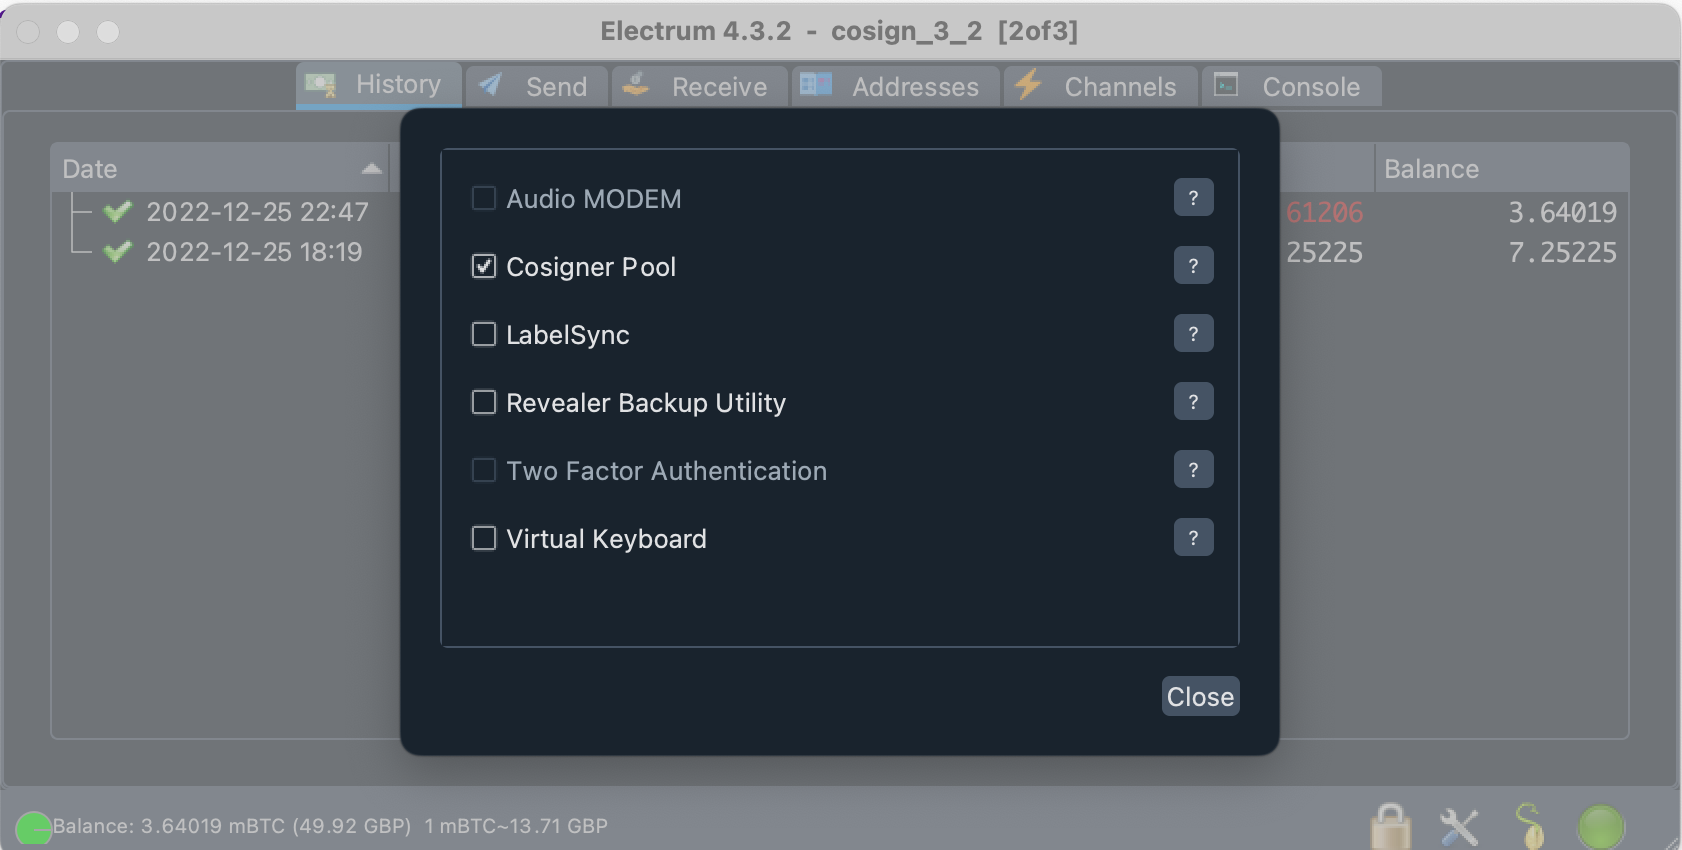 Electrum 4.3.2 - cosign_3_2 [2of3]
History Send Receive Addresses Channels Console
Date Balance
2022-12-25 22:47 61206 3.64019
2022-12-25 18:19 25225 7.25225
Audio MODEM ?
Cosigner Pool ?
LabelSync ?
Revealer Backup Utility ?
Two Factor Authentication ?
Virtual Keyboard ?
Close
Balance: 3.64019 mBTC (49.92 GBP) 1 mBTC~13.71 GBP